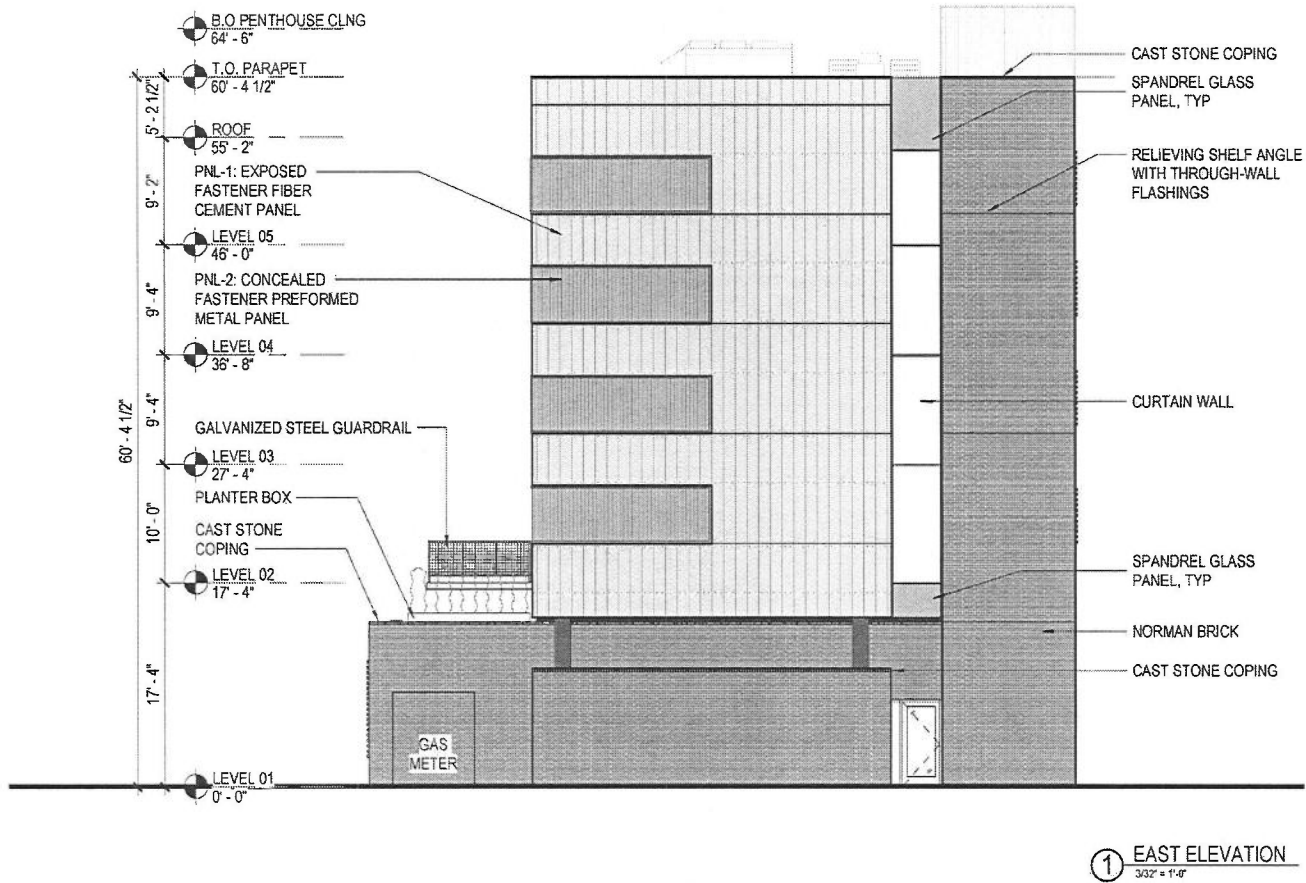 B.O PENTHOUSE CLNG
64' - 6"
T.O. PARAPET
60' - 4 1/2"
5' - 2 1/2"
ROOF
55' - 2"
PNL-1: EXPOSED
FASTENER FIBER
CEMENT PANEL
9' - 2"
LEVEL 05
46' - 0"
PNL-2: CONCEALED
FASTENER PREFORMED
METAL PANEL
9' - 4"
LEVEL 04
36' - 8"
60' - 4 1/2"
9' - 4"
GALVANIZED STEEL GUARDRAIL
LEVEL 03
27' - 4"
PLANTER BOX
10' - 0"
CAST STONE
COPING
LEVEL 02
17' - 4"
17' - 4"
LEVEL 01
0' - 0"
GAS
METER
CAST STONE COPING
SPANDREL GLASS
PANEL, TYP
RELIEVING SHELF ANGLE
WITH THROUGH-WALL
FLASHINGS
CURTAIN WALL
SPANDREL GLASS
PANEL, TYP
NORMAN BRICK
CAST STONE COPING
1
EAST ELEVATION
3/32" = 1'-0"